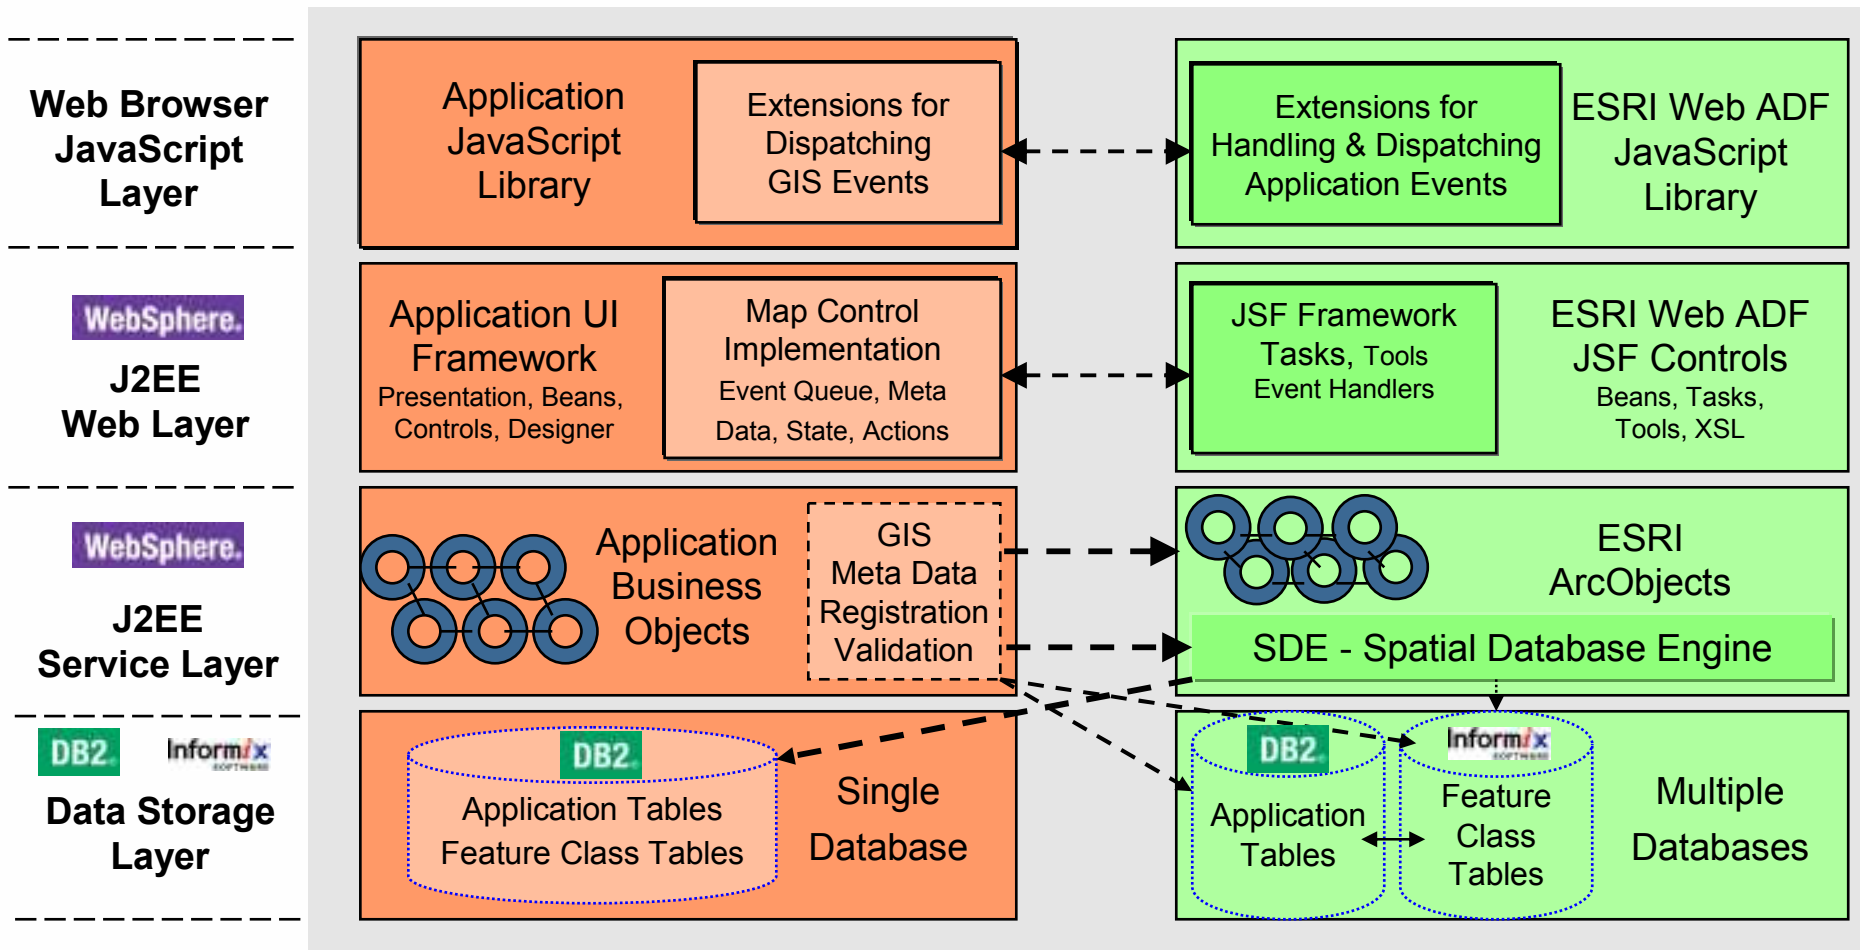 Web Browser
JavaScript
Layer
Application
JavaScript
Library
Extensions for
Dispatching
GIS Events
Extensions for
Handling & Dispatching
Application Events
ESRI Web ADF
JavaScript
Library
WebSphere.
J2EE
Web Layer
Application UI
Framework
Presentation, Beans,
Controls, Designer
Map Control
Implementation
Event Queue, Meta
Data, State, Actions
JSF Framework
Tasks, Tools
Event Handlers
ESRI Web ADF
JSF Controls
Beans, Tasks,
Tools, XSL
WebSphere.
J2EE
Service Layer
Application
Business
Objects
GIS
Meta Data
Registration
Validation
ESRI
ArcObjects
SDE - Spatial Database Engine
DB2.
Informix
SOFTWARE
Data Storage
Layer
DB2.
Application Tables
Feature Class Tables
Single
Database
DB2.
Application
Tables
Informix
SOFTWARE
Feature
Class
Tables
Multiple
Databases